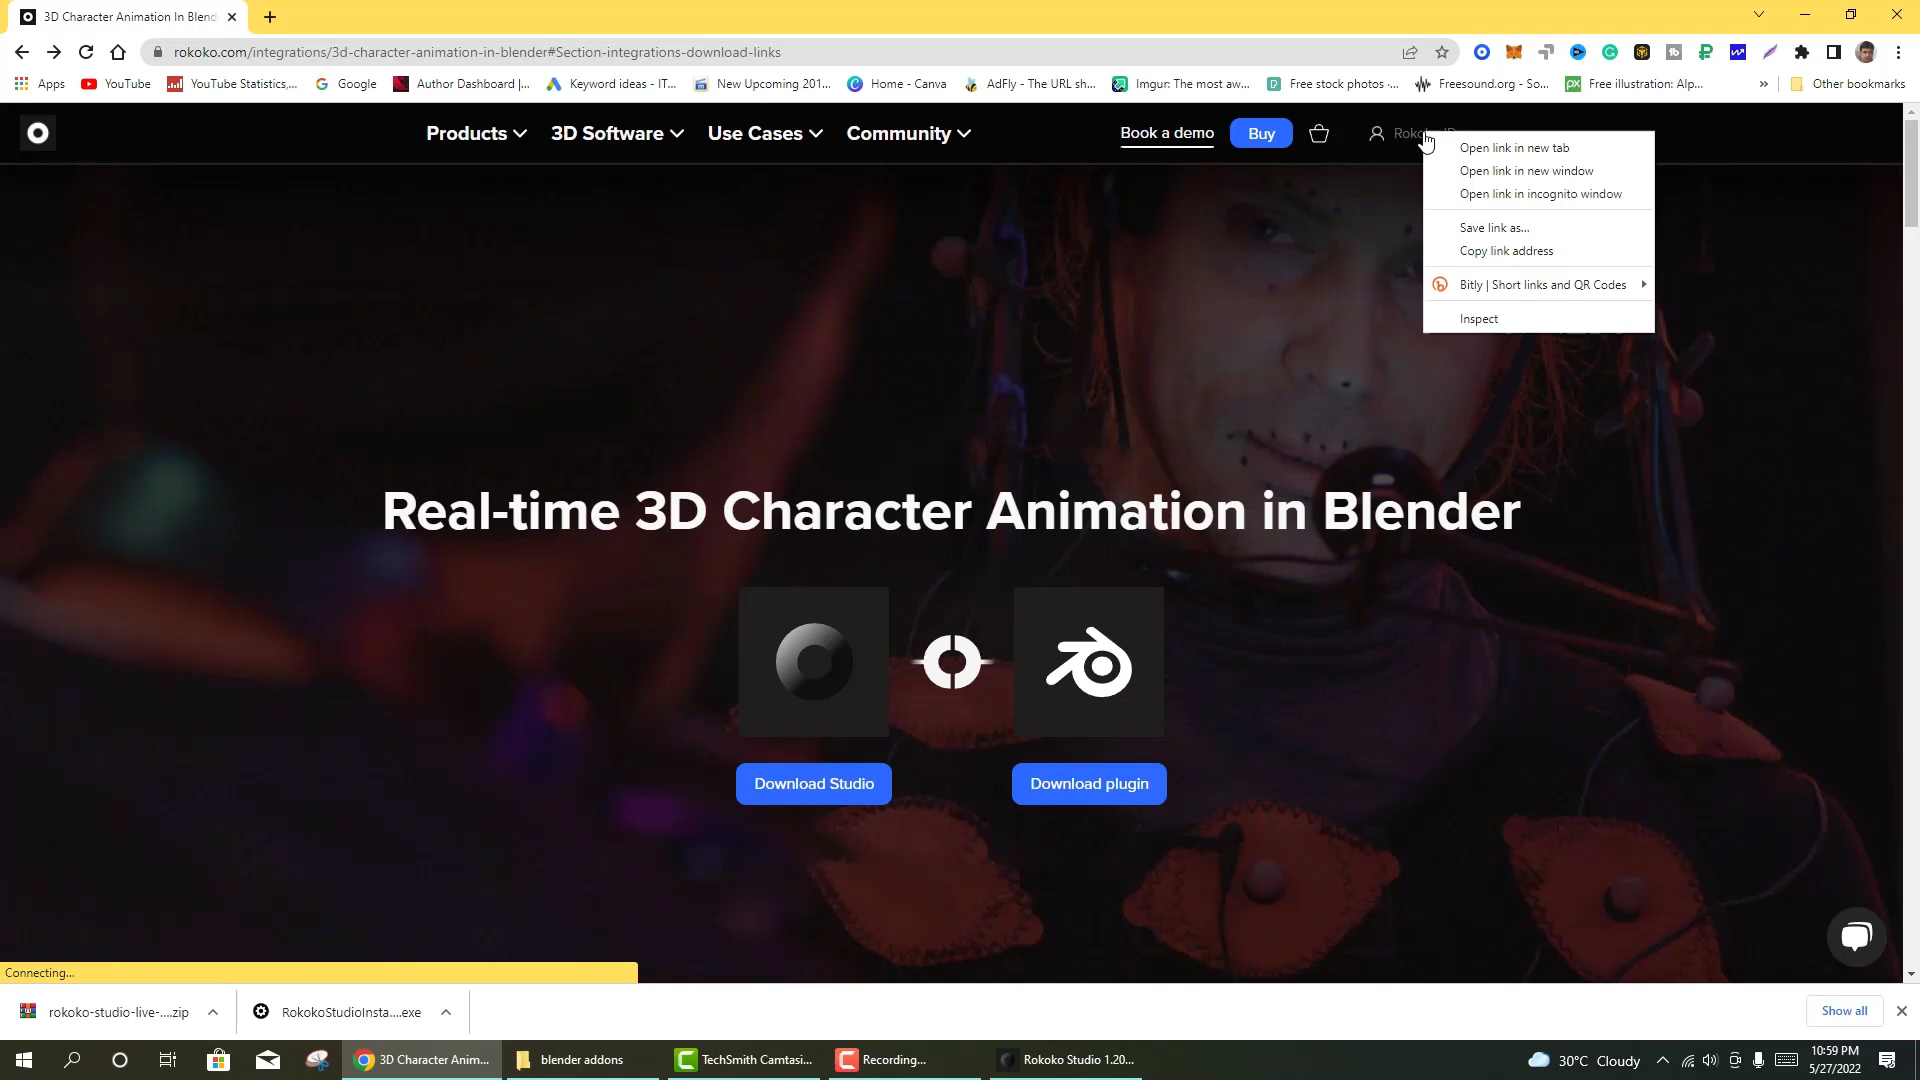 3D Character Animation In Blend
rokoko.com/integrations/3d-character-animation-in-blender#Section-integrations-download-links
Apps
YouTube
YouTube Statistics,...
Google
Author Dashboard |...
Keyword ideas - IT...
New Upcoming 201...
Home - Canva
AdFly - The URL sh...
Imgur: The most aw...
Free stock photos ·...
Freesound.org - So...
Free illustration: Alp...
»
Other bookmarks
Products
3D Software
Use Cases
Community
Book a demo
Buy
Open link in new tab
Open link in new window
Open link in incognito window
Save link as...
Copy link address
Bitly | Short links and QR Codes
Inspect
Real-time 3D Character Animation in Blender
Download Studio
Download plugin
Connecting...
rokoko-studio-live-....zip
RokokoStudioInsta....exe
Show all
3D Character Anim...
blender addons
TechSmith Camtasi...
Recording...
Rokoko Studio 1.20...
30°C Cloudy
10:59 PM
5/27/2022